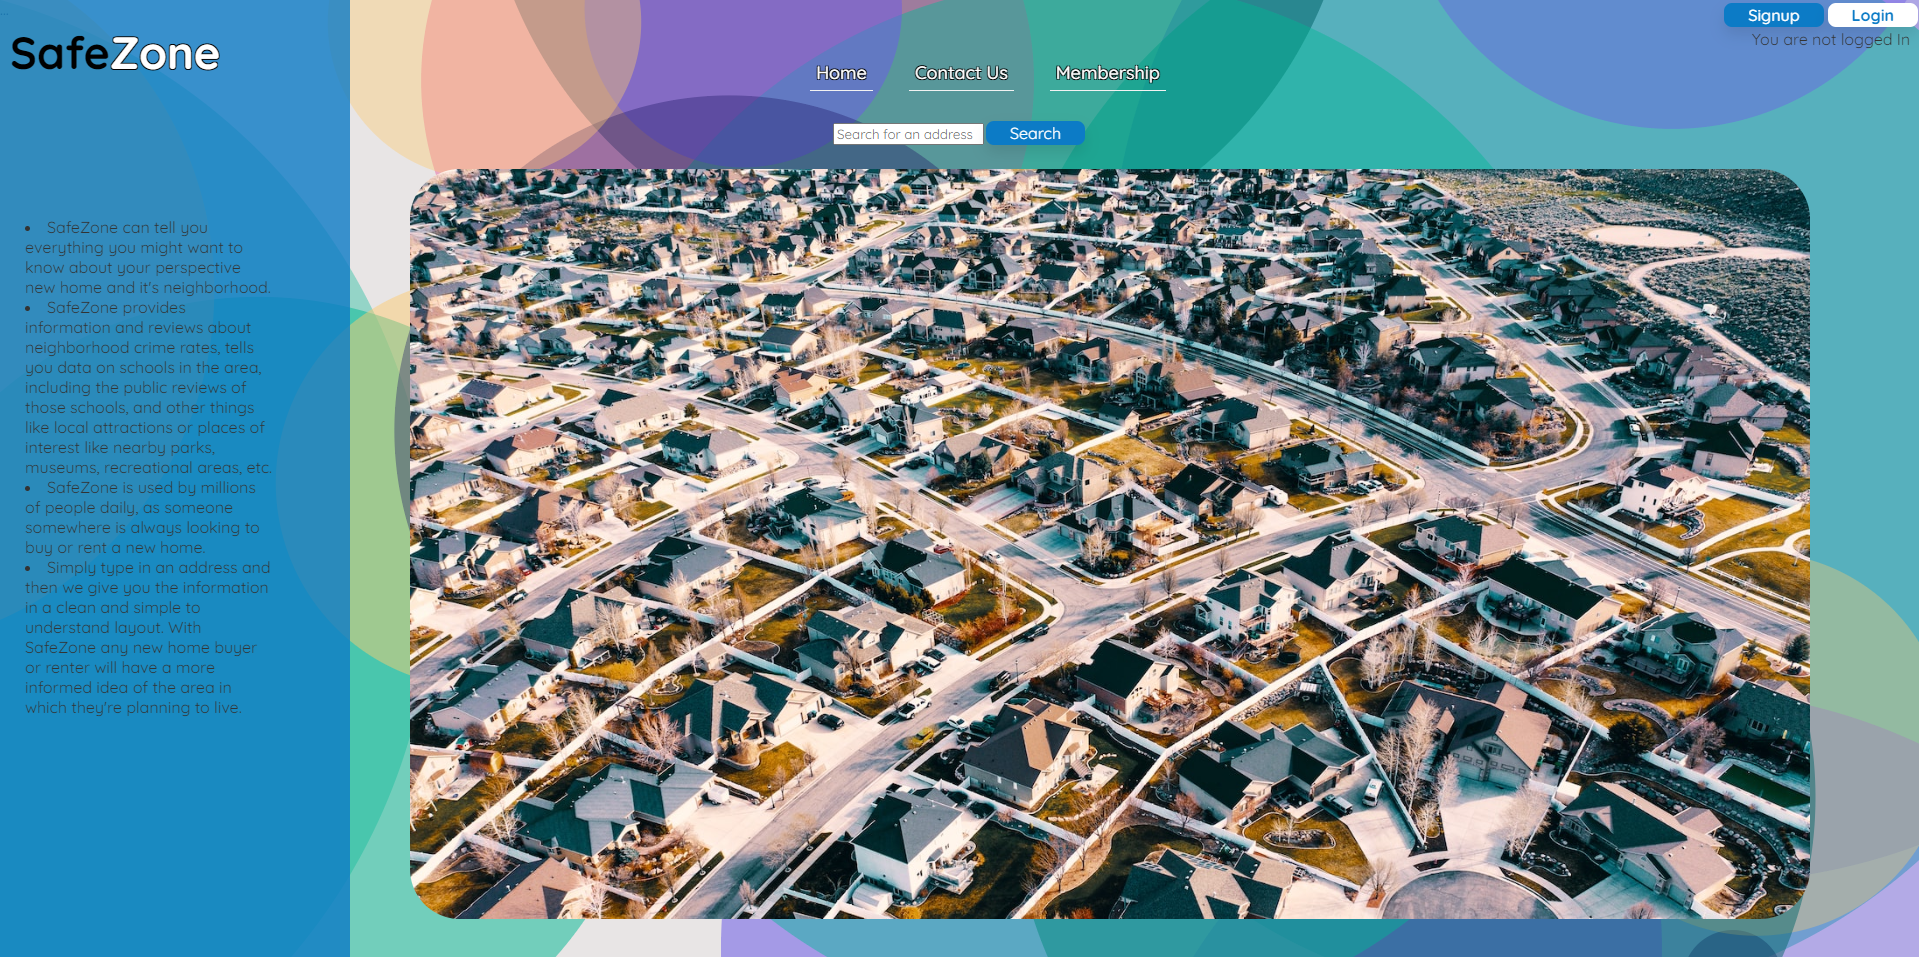 Signup Login
You are not logged In
SafeZone
Home Contact Us Membership
Search for an address Search
• SafeZone can tell you
everything you might want to
know about your perspective
new home and it's neighborhood.
• SafeZone provides
information and reviews about
neighborhood crime rates, tells
you data on schools in the area,
including the public reviews of
those schools, and other things
like local attractions or places of
interest like nearby parks,
museums, recreational areas, etc.
• SafeZone is used by millions
of people daily, as someone
somewhere is always looking to
buy or rent a new home.
• Simply type in an address and
then we give you the information
in a clean and simple to
understand layout. With
SafeZone any new home buyer
or renter will have a more
informed idea of the area in
which they're planning to live.